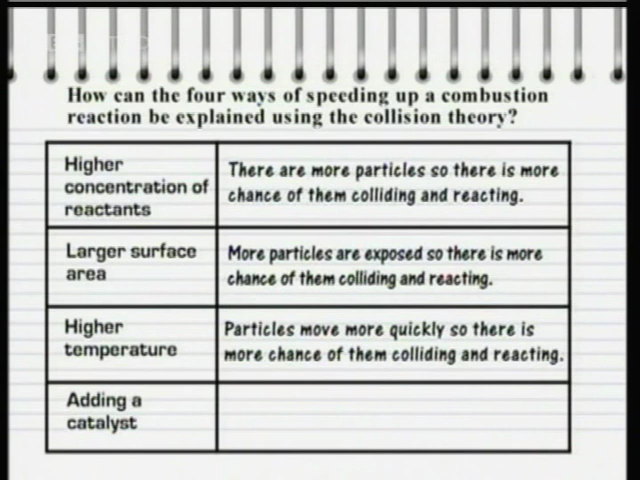 How can the four ways of speeding up a combustion
reaction be explained using the collision theory?
Higher
concentration of
reactants
There are more particles so there is more
chance of them colliding and reacting.
Larger surface
area
More particles are exposed so there is more
chance of them colliding and reacting.
Higher
temperature
Particles move more quickly so there is
more chance of them colliding and reacting.
Adding a
catalyst